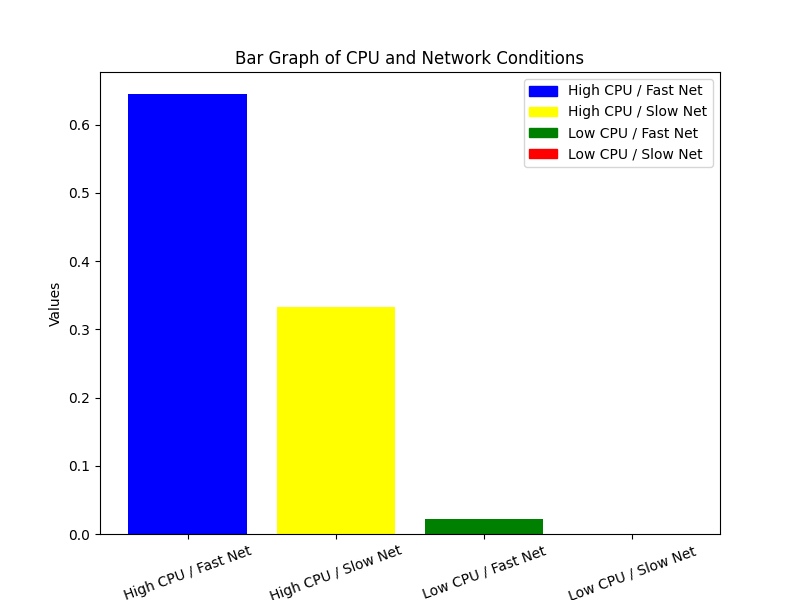 Bar Graph of CPU and Network Conditions
High CPU / Fast Net
High CPU / Slow Net
Low CPU / Fast Net
Low CPU / Slow Net
0.6
0.5
0.4
0.3
0.2
0.1
0.0
Values
High CPU / Fast Net
High CPU / Slow Net
Low CPU / Fast Net
Low CPU / Slow Net